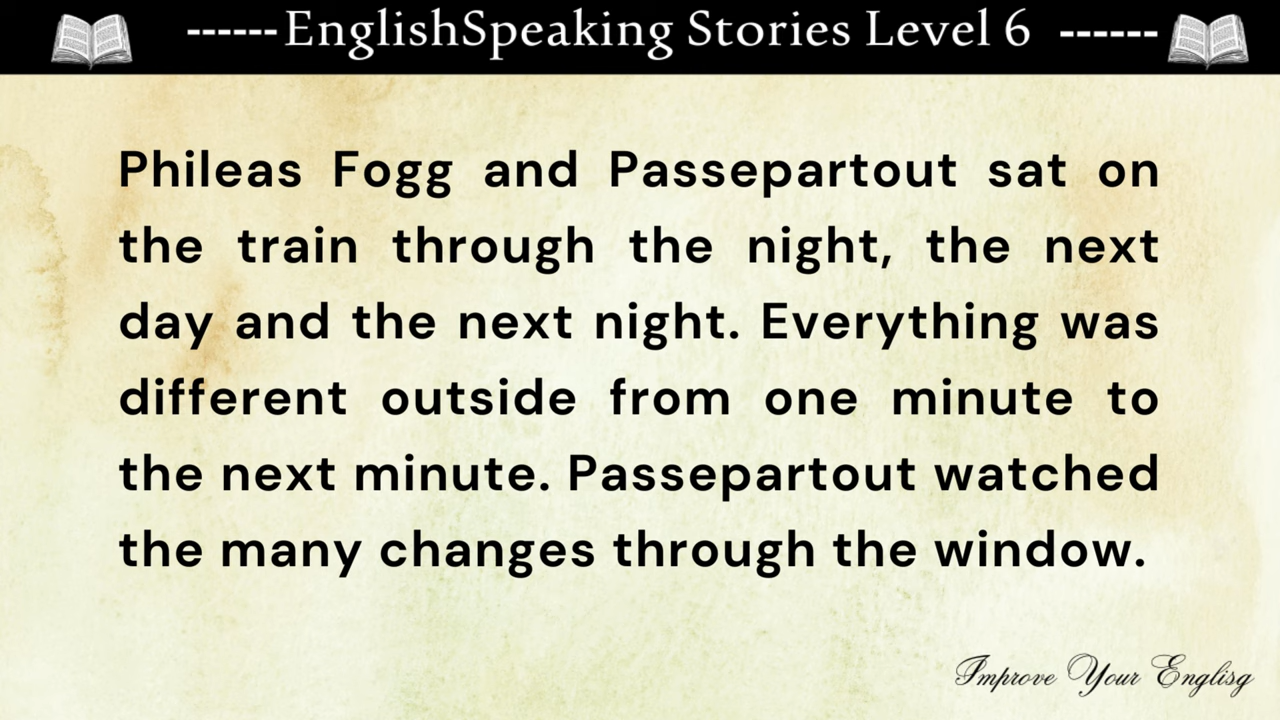 ------EnglishSpeaking Stories Level 6 ------
Phileas Fogg and Passepartout sat on
the train through the night, the next
day and the next night. Everything was
different outside from one minute to
the next minute. Passepartout watched
the many changes through the window.
Improve Your Englisg